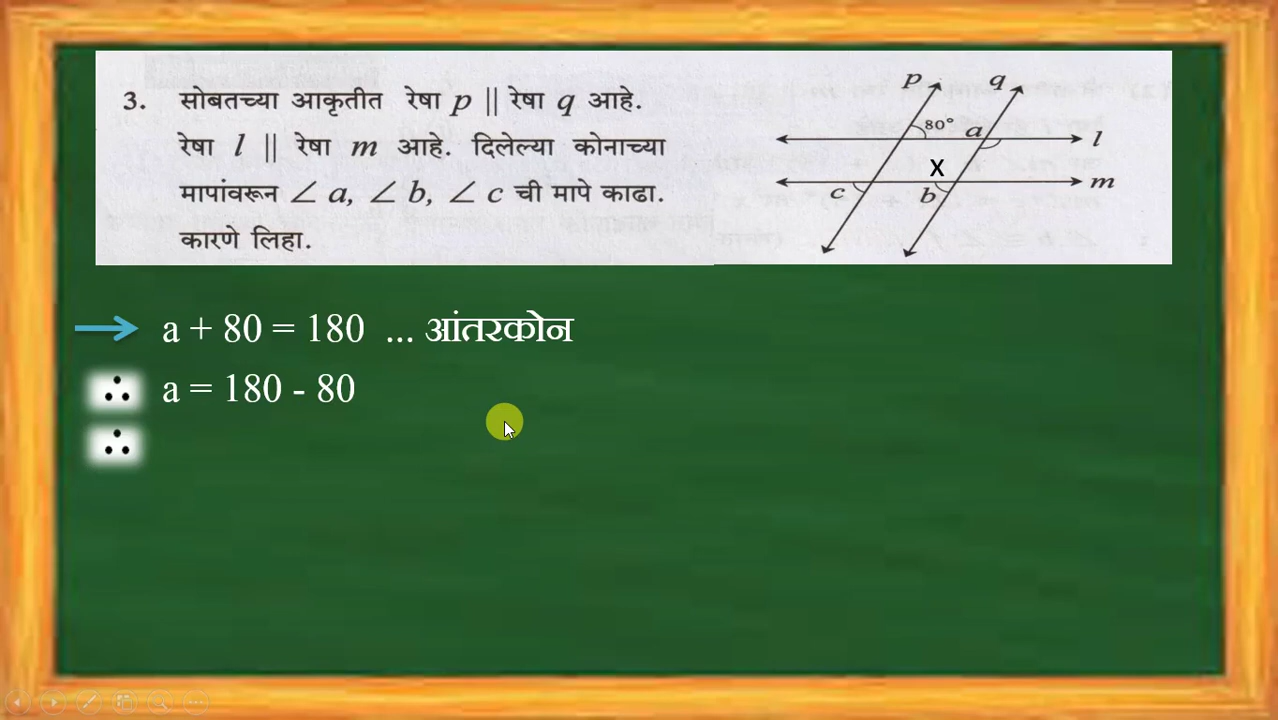 3. सोबतच्या आकृतीत रेषा p || रेषा q आहे.
रेषा l || रेषा m आहे. दिलेल्या कोनाच्या
मापांवरून ∠ a, ∠ b, ∠ c ची मापे काढा.
कारणे लिहा.
p q
80° a l
X
c b m
a + 80 = 180 ... आंतरकोन
∴ a = 180 - 80
∴